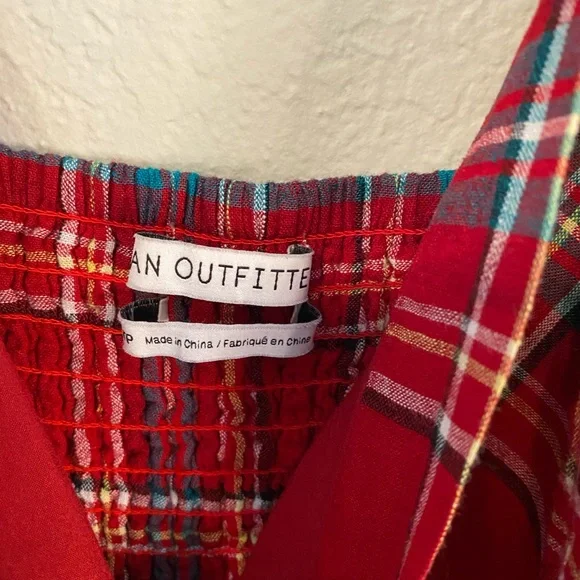 AN OUTFITTE
P Made in China / Fabriqué en Chine